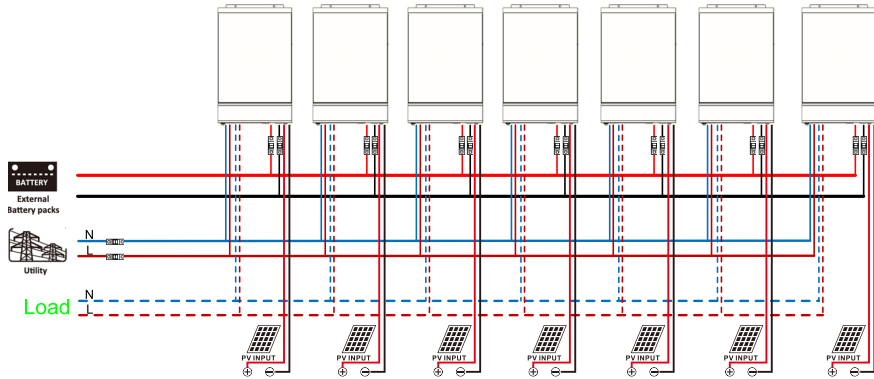 BATTERY
External
Battery packs
N
L
Utility
N
Load
L
PV INPUT
PV INPUT
PV INPUT
PV INPUT
PV INPUT
PV INPUT
PV INPUT